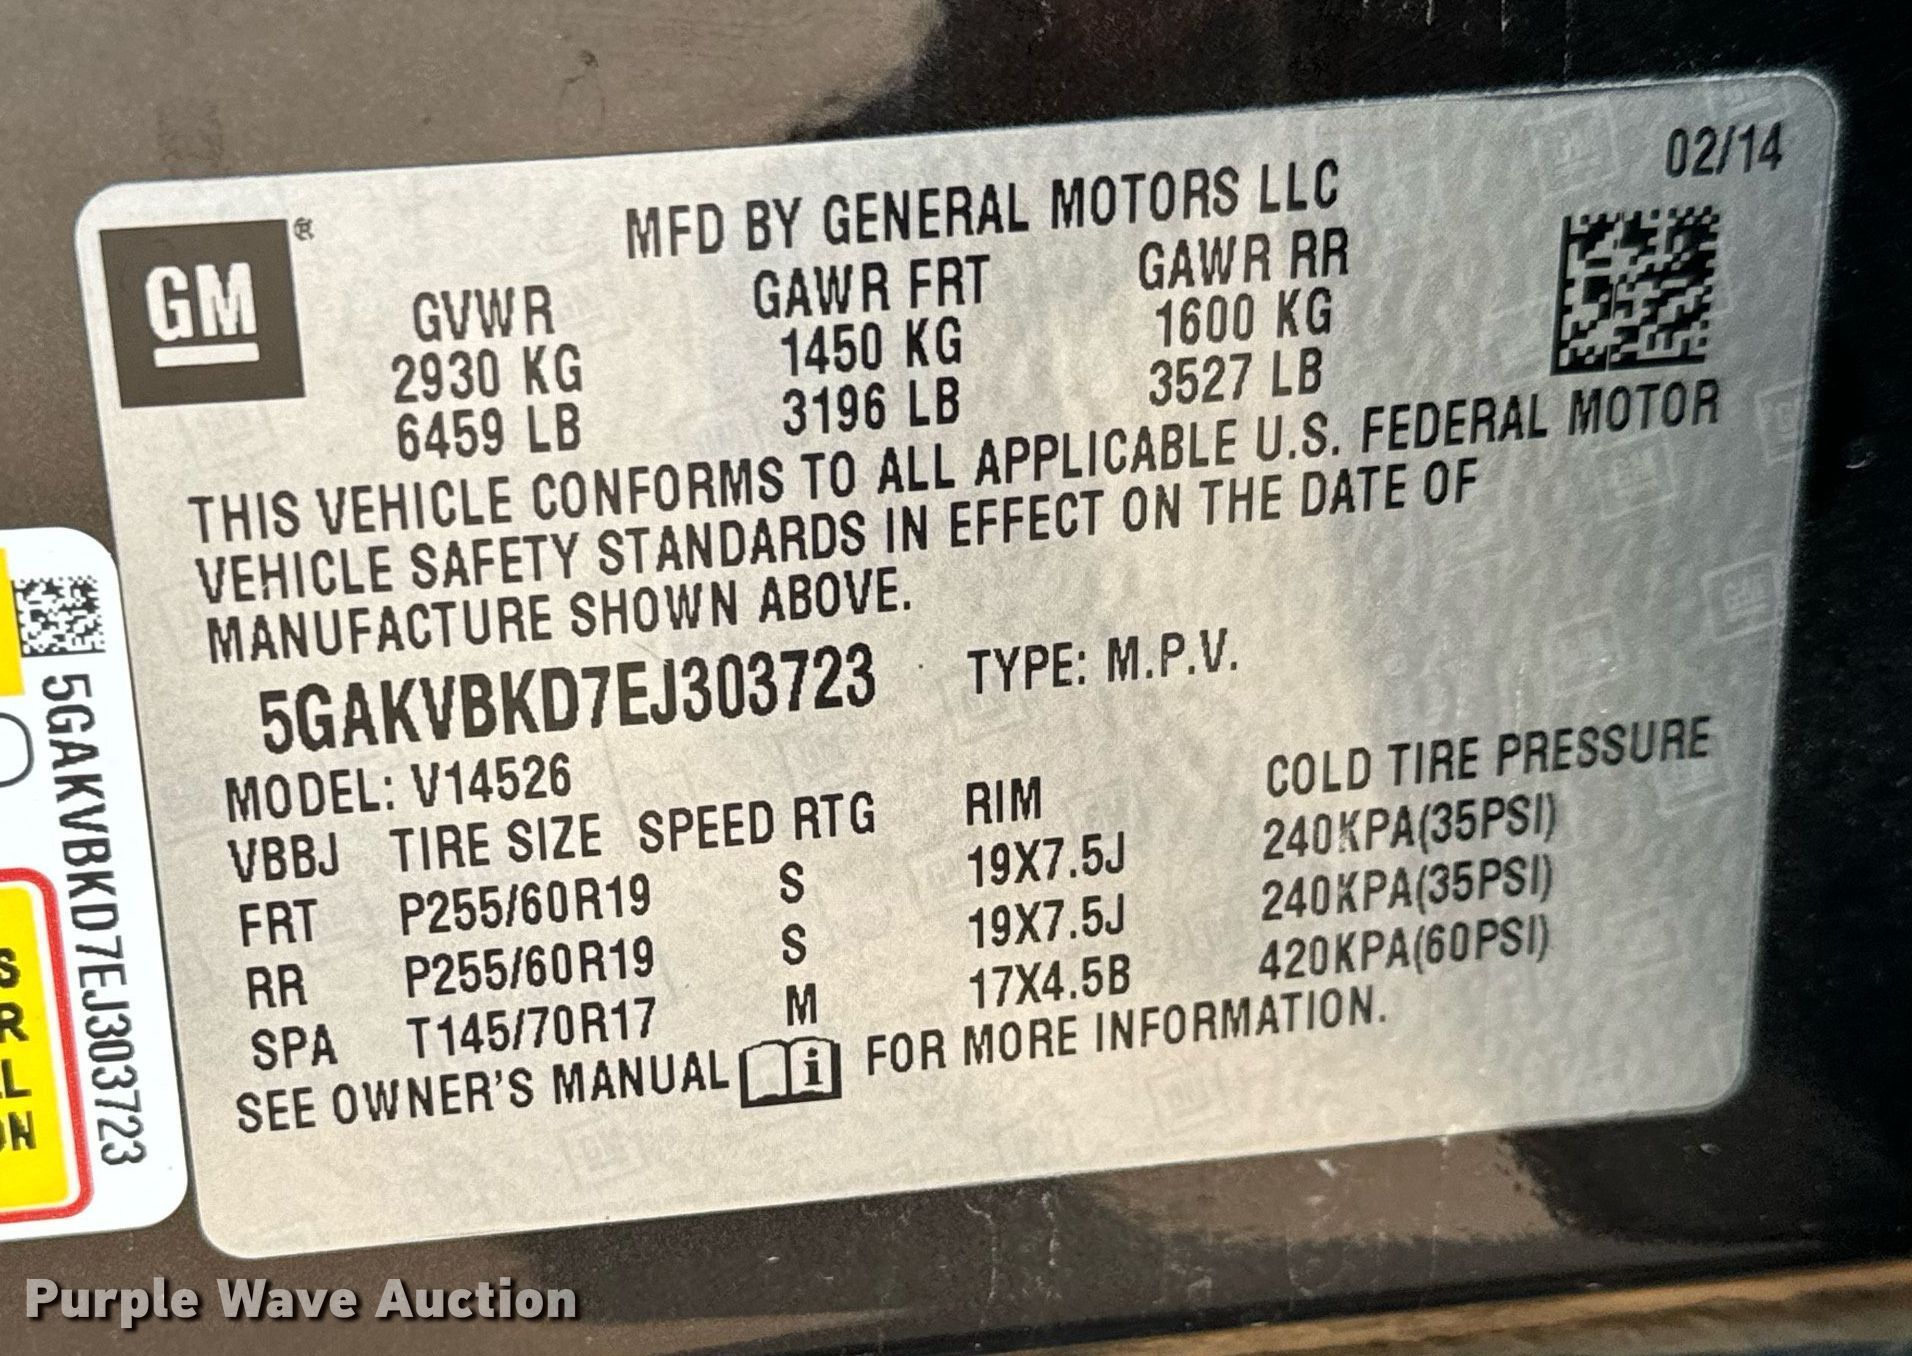 02/14
GM ®
MFD BY GENERAL MOTORS LLC
GVWR GAWR FRT GAWR RR
2930 KG 1450 KG 1600 KG
6459 LB 3196 LB 3527 LB
THIS VEHICLE CONFORMS TO ALL APPLICABLE U.S. FEDERAL MOTOR
VEHICLE SAFETY STANDARDS IN EFFECT ON THE DATE OF
MANUFACTURE SHOWN ABOVE.
5GAKVBKD7EJ303723 TYPE: M.P.V.
MODEL: V14526
VBBJ TIRE SIZE SPEED RTG RIM COLD TIRE PRESSURE
FRT P255/60R19 S 19X7.5J 240KPA(35PSI)
RR P255/60R19 S 19X7.5J 240KPA(35PSI)
SPA T145/70R17 M 17X4.5B 420KPA(60PSI)
SEE OWNER'S MANUAL i FOR MORE INFORMATION.
5GAKVBKD7EJ303723
Purple Wave Auction